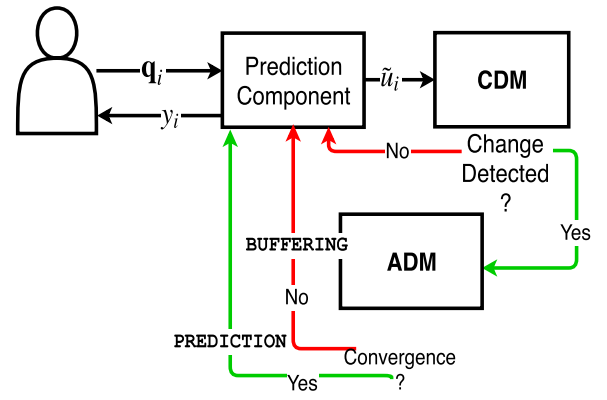 q_i
Prediction
Component
ũ_i
CDM
y_i
No
Change
Detected
?
Yes
BUFFERING
ADM
No
PREDICTION
Convergence
?
Yes